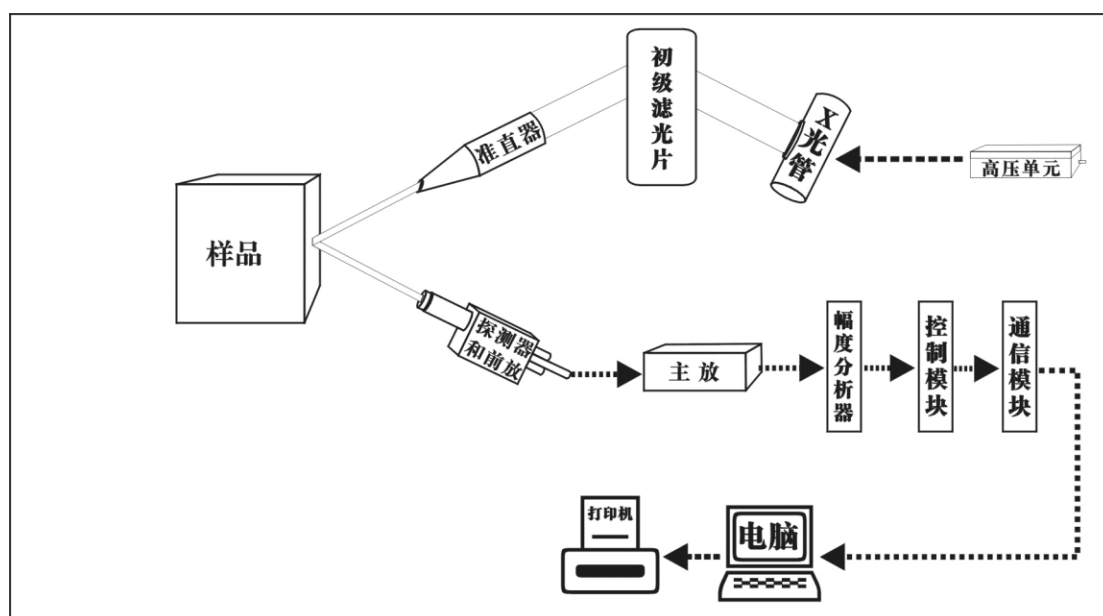 初级滤光片
X光管
高压单元
准直器
样品
探测器
和前放
主放
幅度分析器
控制模块
通信模块
打印机
电脑